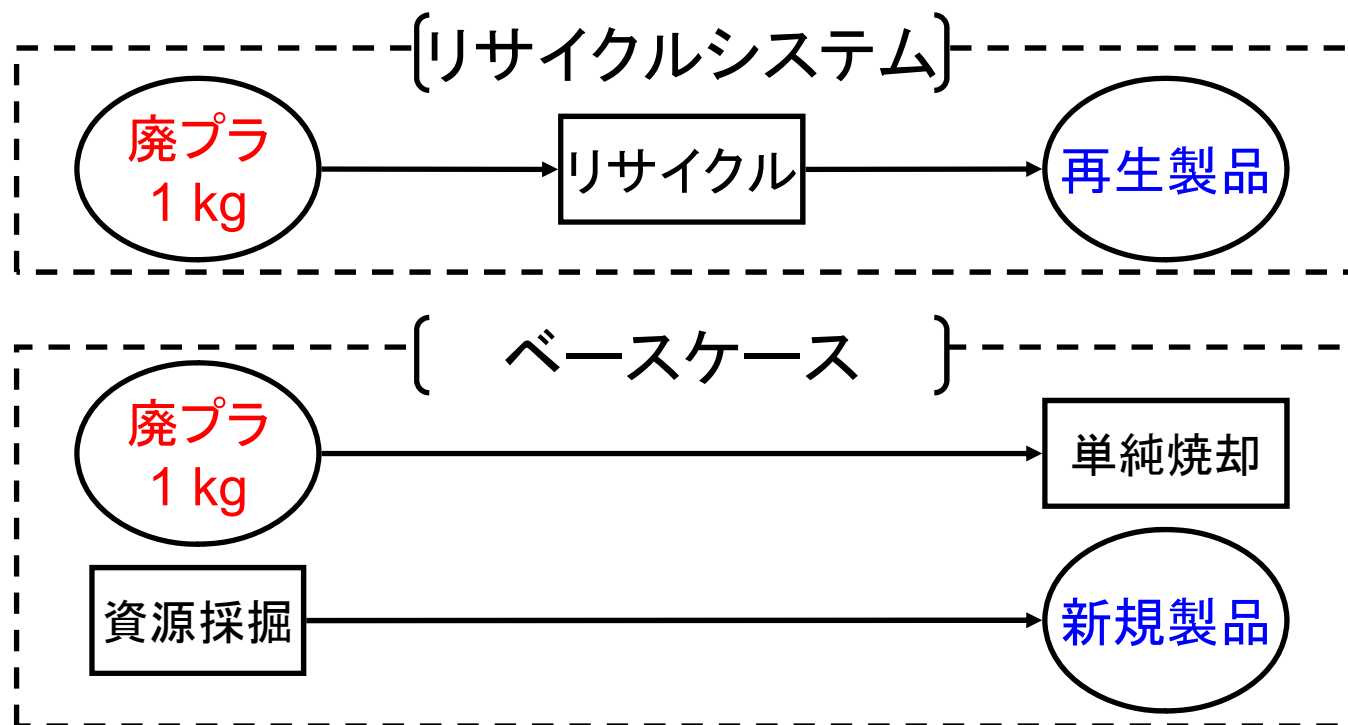 リサイクルシステム
廃プラ
1 kg
リサイクル
再生製品
ベースケース
廃プラ
1 kg
単純焼却
資源採掘
新規製品